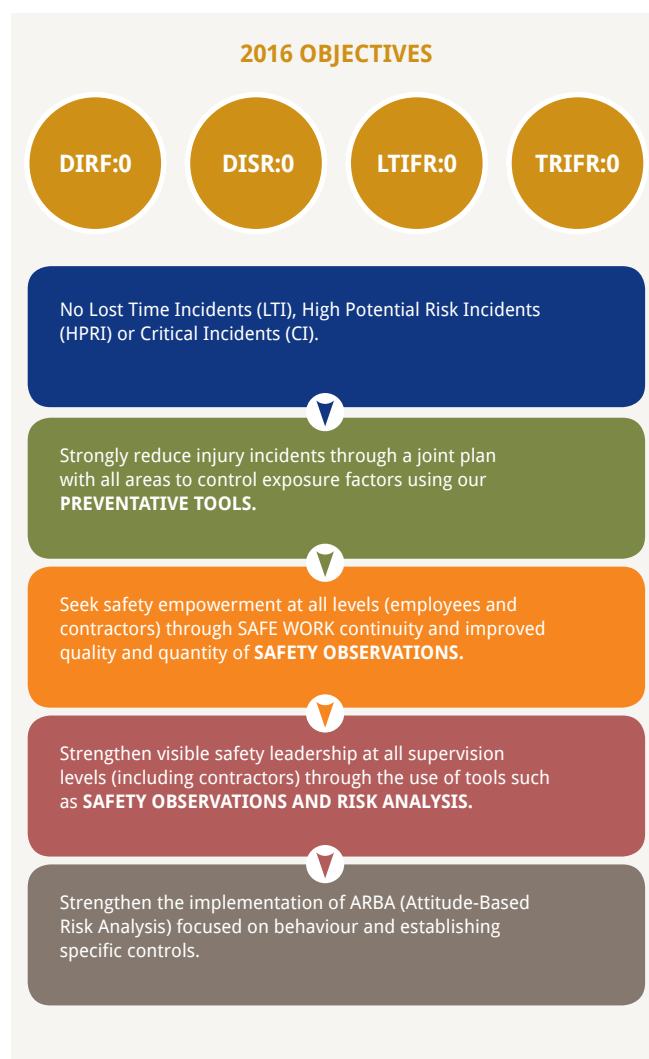 2016 OBJECTIVES
DIRF:0
DISR:0
LTIFR:0
TRIFR:0
No Lost Time Incidents (LTI), High Potential Risk Incidents
(HPRI) or Critical Incidents (CI).
Strongly reduce injury incidents through a joint plan
with all areas to control exposure factors using our
PREVENTATIVE TOOLS.
Seek safety empowerment at all levels (employees and
contractors) through SAFE WORK continuity and improved
quality and quantity of SAFETY OBSERVATIONS.
Strengthen visible safety leadership at all supervision
levels (including contractors) through the use of tools such
as SAFETY OBSERVATIONS AND RISK ANALYSIS.
Strengthen the implementation of ARBA (Attitude-Based
Risk Analysis) focused on behaviour and establishing
specific controls.